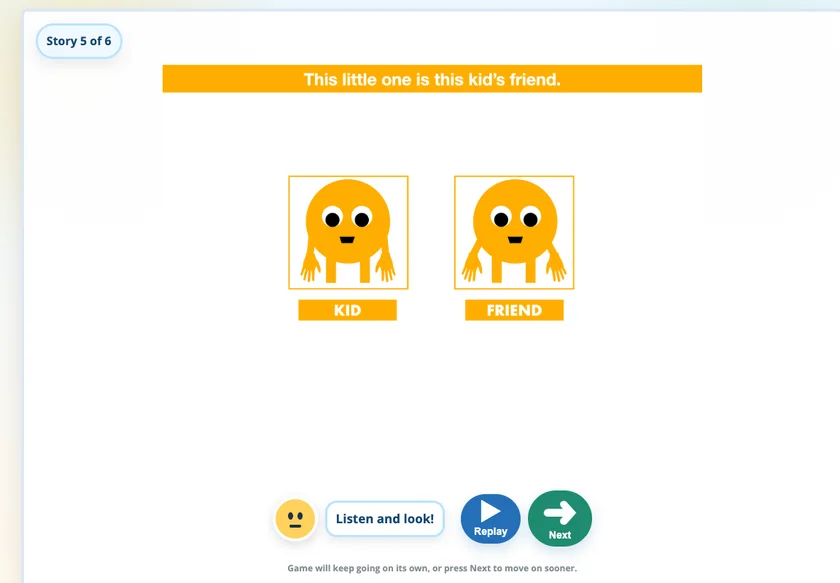 Story 5 of 6
This little one is this kid’s friend.
KID
FRIEND
Listen and look!
Replay
Next
Game will keep going on its own, or press Next to move on sooner.